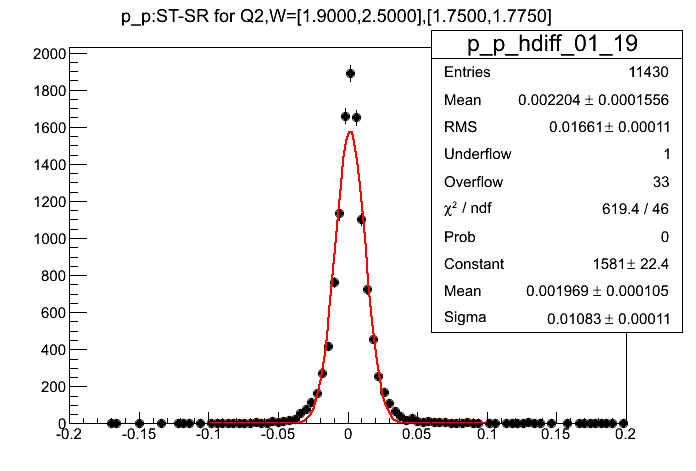 p_p:ST-SR for Q2,W=[1.9000,2.5000],[1.7500,1.7750]
p_p_hdiff_01_19
Entries 11430
Mean 0.002204 ± 0.0001556
RMS 0.01661 ± 0.00011
Underflow 1
Overflow 33
χ² / ndf 619.4 / 46
Prob 0
Constant 1581 ± 22.4
Mean 0.001969 ± 0.000105
Sigma 0.01083 ± 0.00011
2000
1800
1600
1400
1200
1000
800
600
400
200
0
-0.2 -0.15 -0.1 -0.05 0 0.05 0.1 0.15 0.2